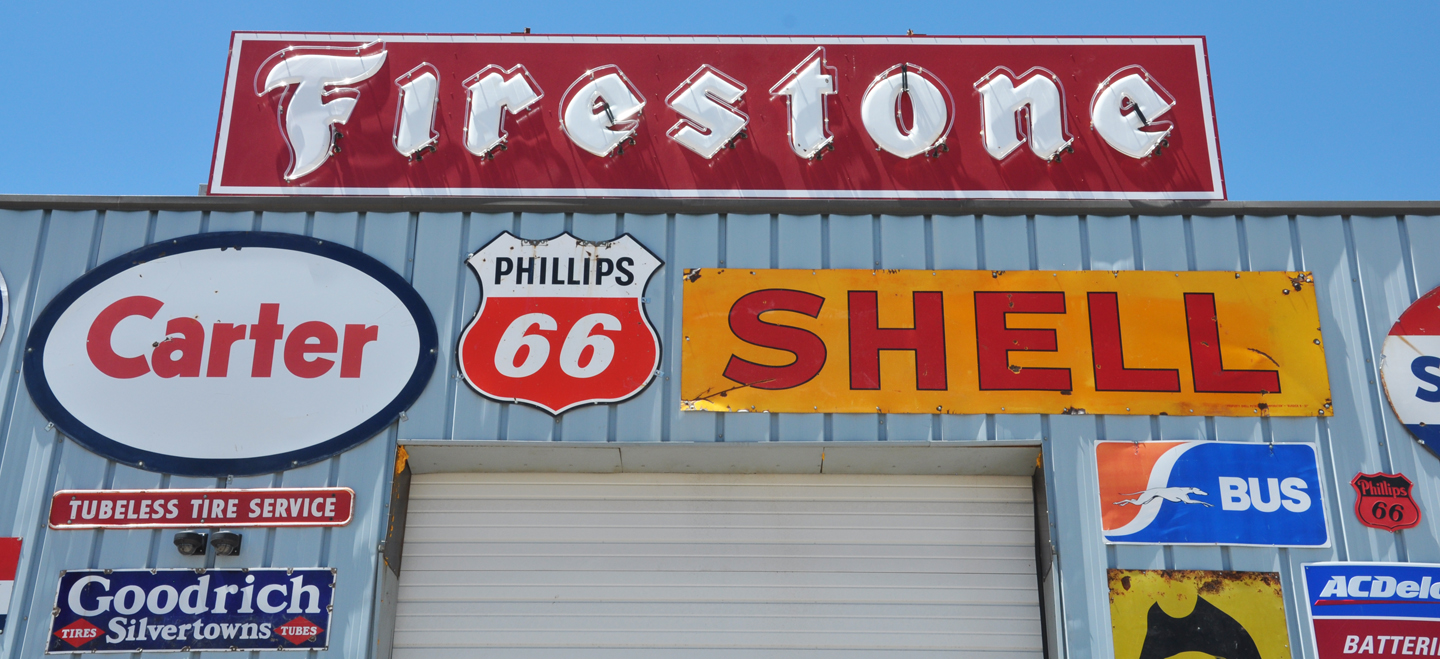 Firestone
Carter
PHILLIPS
66
SHELL
TUBELESS TIRE SERVICE
BUS
Phillips
66
Goodrich
TIRES Silvertowns TUBES
ACDelc
BATTERI
S